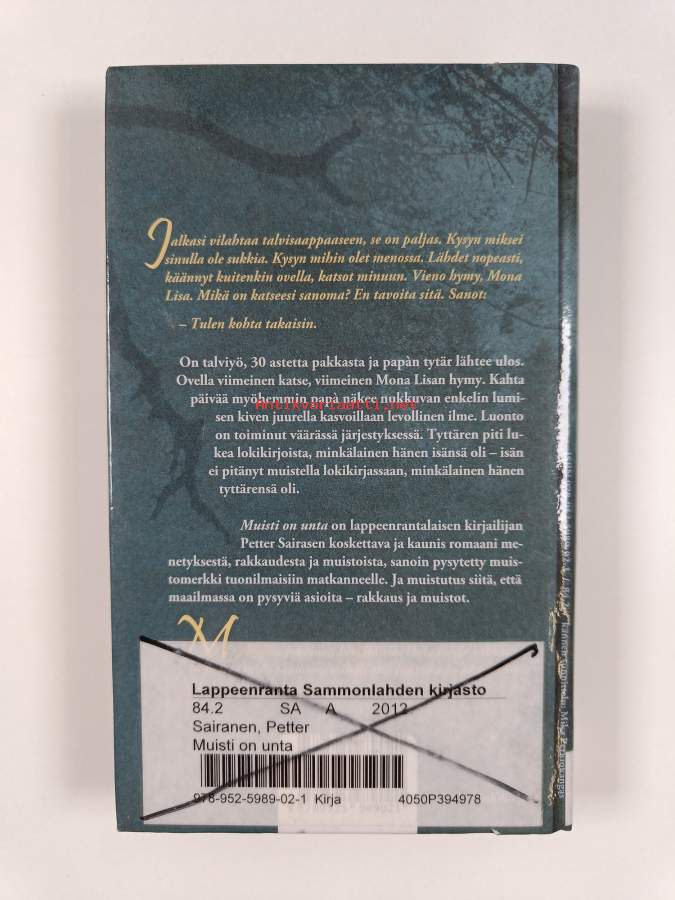 Jalkasi vilahtaa talvisaappaaseen, se on paljas. Kysyn miksei
sinulla ole sukkia. Kysyn mihin olet menossa. Lähdet nopeasti,
käännyt kuitenkin ovella, katsot minuun. Vieno hymy, Mona
Lisa. Mikä on katseesi sanoma? En tavoita sitä. Sanot:
– Tulen kohta takaisin.
On talviyö, 30 astetta pakkasta ja papàn tytär lähtee ulos.
Ovella viimeinen katse, viimeinen Mona Lisan hymy. Kahta
päivää myöhemmin papà näkee nukkuvan enkelin lumi-
Antikvariaatti.net
sen kiven juurella kasvoillaan levollinen ilme. Luonto
on toiminut väärässä järjestyksessä. Tyttären piti lu-
kea lokikirjoista, minkälainen hänen isänsä oli – isän
ei pitänyt muistella lokikirjassaan, minkälainen hänen
tyttärensä oli.
Muisti on unta on lappeenrantalaisen kirjailijan
Petter Sairasen koskettava ja kaunis romaani me-
netyksestä, rakkaudesta ja muistoista, sanoin pysytetty muis-
tomerkki tuonilmaisiin matkanneelle. Ja muistutus siitä, että
maailmassa on pysyviä asioita – rakkaus ja muistot.
M
Lappeenranta Sammonlahden kirjasto
84.2 SA A 2012
Sairanen, Petter
Muisti on unta
978-952-5989-02-1 Kirja 4050P394978